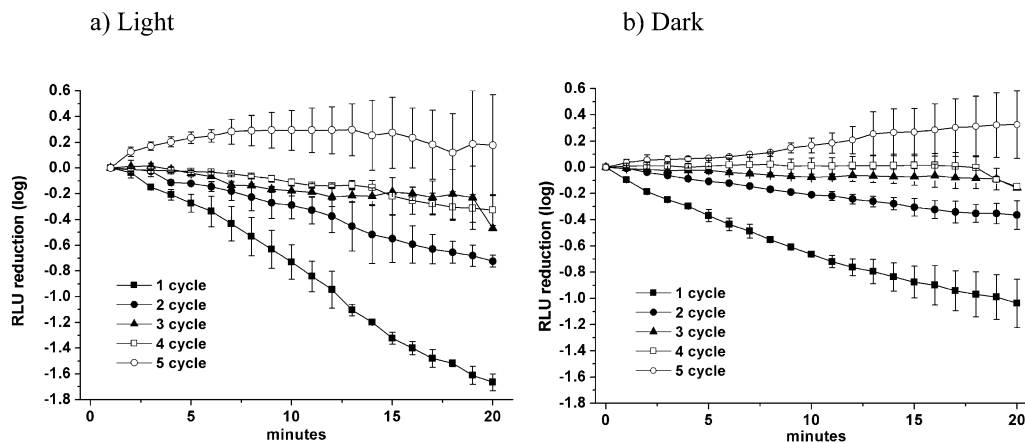 a) Light
RLU reduction (log)
0.6
0.4
0.2
0.0
-0.2
-0.4
-0.6
-0.8
-1.0
-1.2
-1.4
-1.6
-1.8
1 cycle
2 cycle
3 cycle
4 cycle
5 cycle
0
5
10
15
20
minutes
b) Dark
RLU reduction (log)
0.6
0.4
0.2
0.0
-0.2
-0.4
-0.6
-0.8
-1.0
-1.2
-1.4
-1.6
-1.8
1 cycle
2 cycle
3 cycle
4 cycle
5 cycle
0
5
10
15
20
minutes